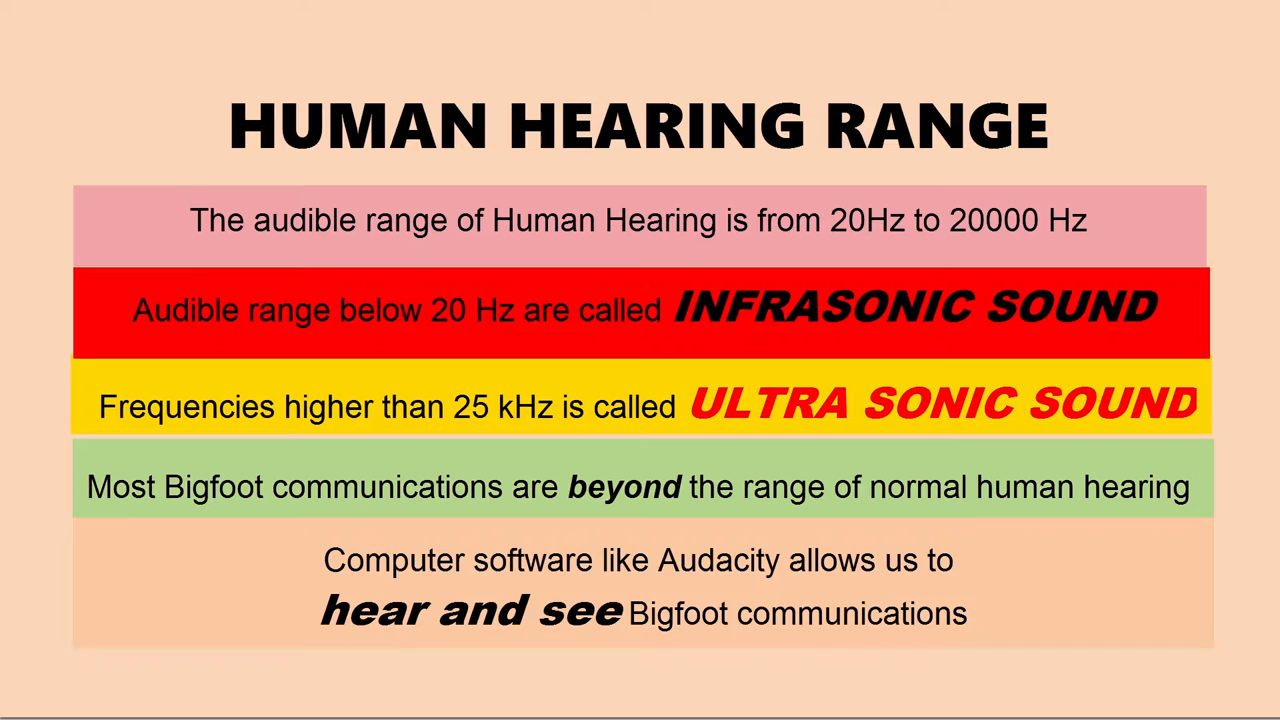 HUMAN HEARING RANGE
The audible range of Human Hearing is from 20Hz to 20000 Hz
Audible range below 20 Hz are called INFRASONIC SOUND
Frequencies higher than 25 kHz is called ULTRA SONIC SOUND
Most Bigfoot communications are beyond the range of normal human hearing
Computer software like Audacity allows us to
hear and see Bigfoot communications